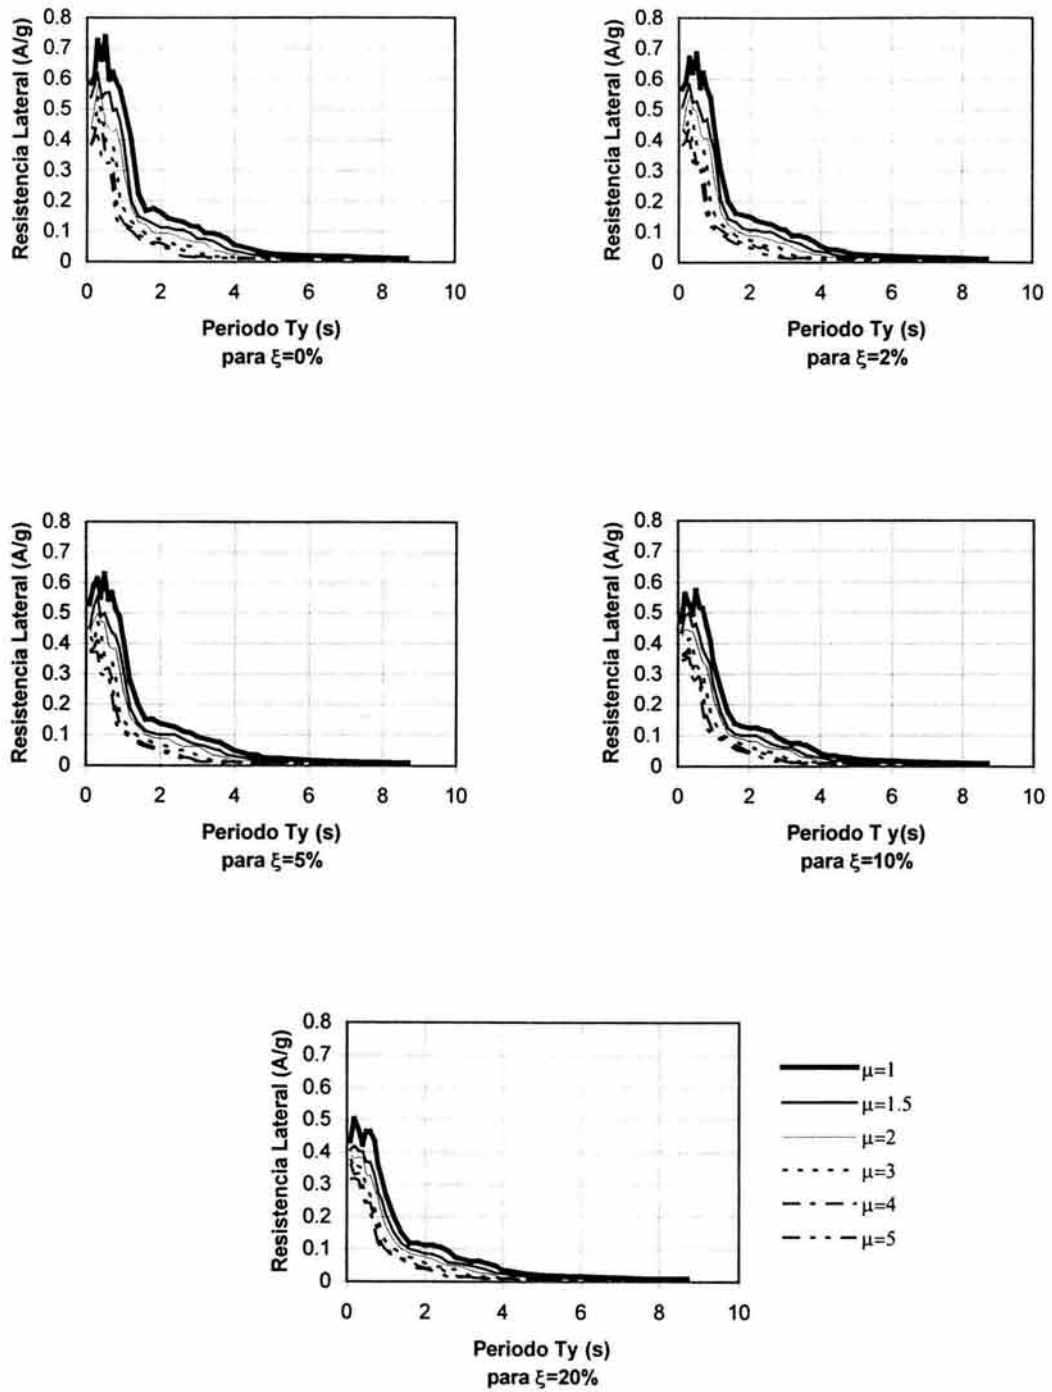 Resistencia Lateral (A/g)
0.8
0.7
0.6
0.5
0.4
0.3
0.2
0.1
0
0 2 4 6 8 10
Periodo Ty (s)
para ξ=0%
Resistencia Lateral (A/g)
0.8
0.7
0.6
0.5
0.4
0.3
0.2
0.1
0
0 2 4 6 8 10
Periodo Ty (s)
para ξ=2%
Resistencia Lateral (A/g)
0.8
0.7
0.6
0.5
0.4
0.3
0.2
0.1
0
0 2 4 6 8 10
Periodo Ty (s)
para ξ=5%
Resistencia Lateral (A/g)
0.8
0.7
0.6
0.5
0.4
0.3
0.2
0.1
0
0 2 4 6 8 10
Periodo T y(s)
para ξ=10%
Resistencia Lateral (A/g)
0.8
0.7
0.6
0.5
0.4
0.3
0.2
0.1
0
0 2 4 6 8 10
Periodo Ty (s)
para ξ=20%
μ=1
μ=1.5
μ=2
μ=3
μ=4
μ=5